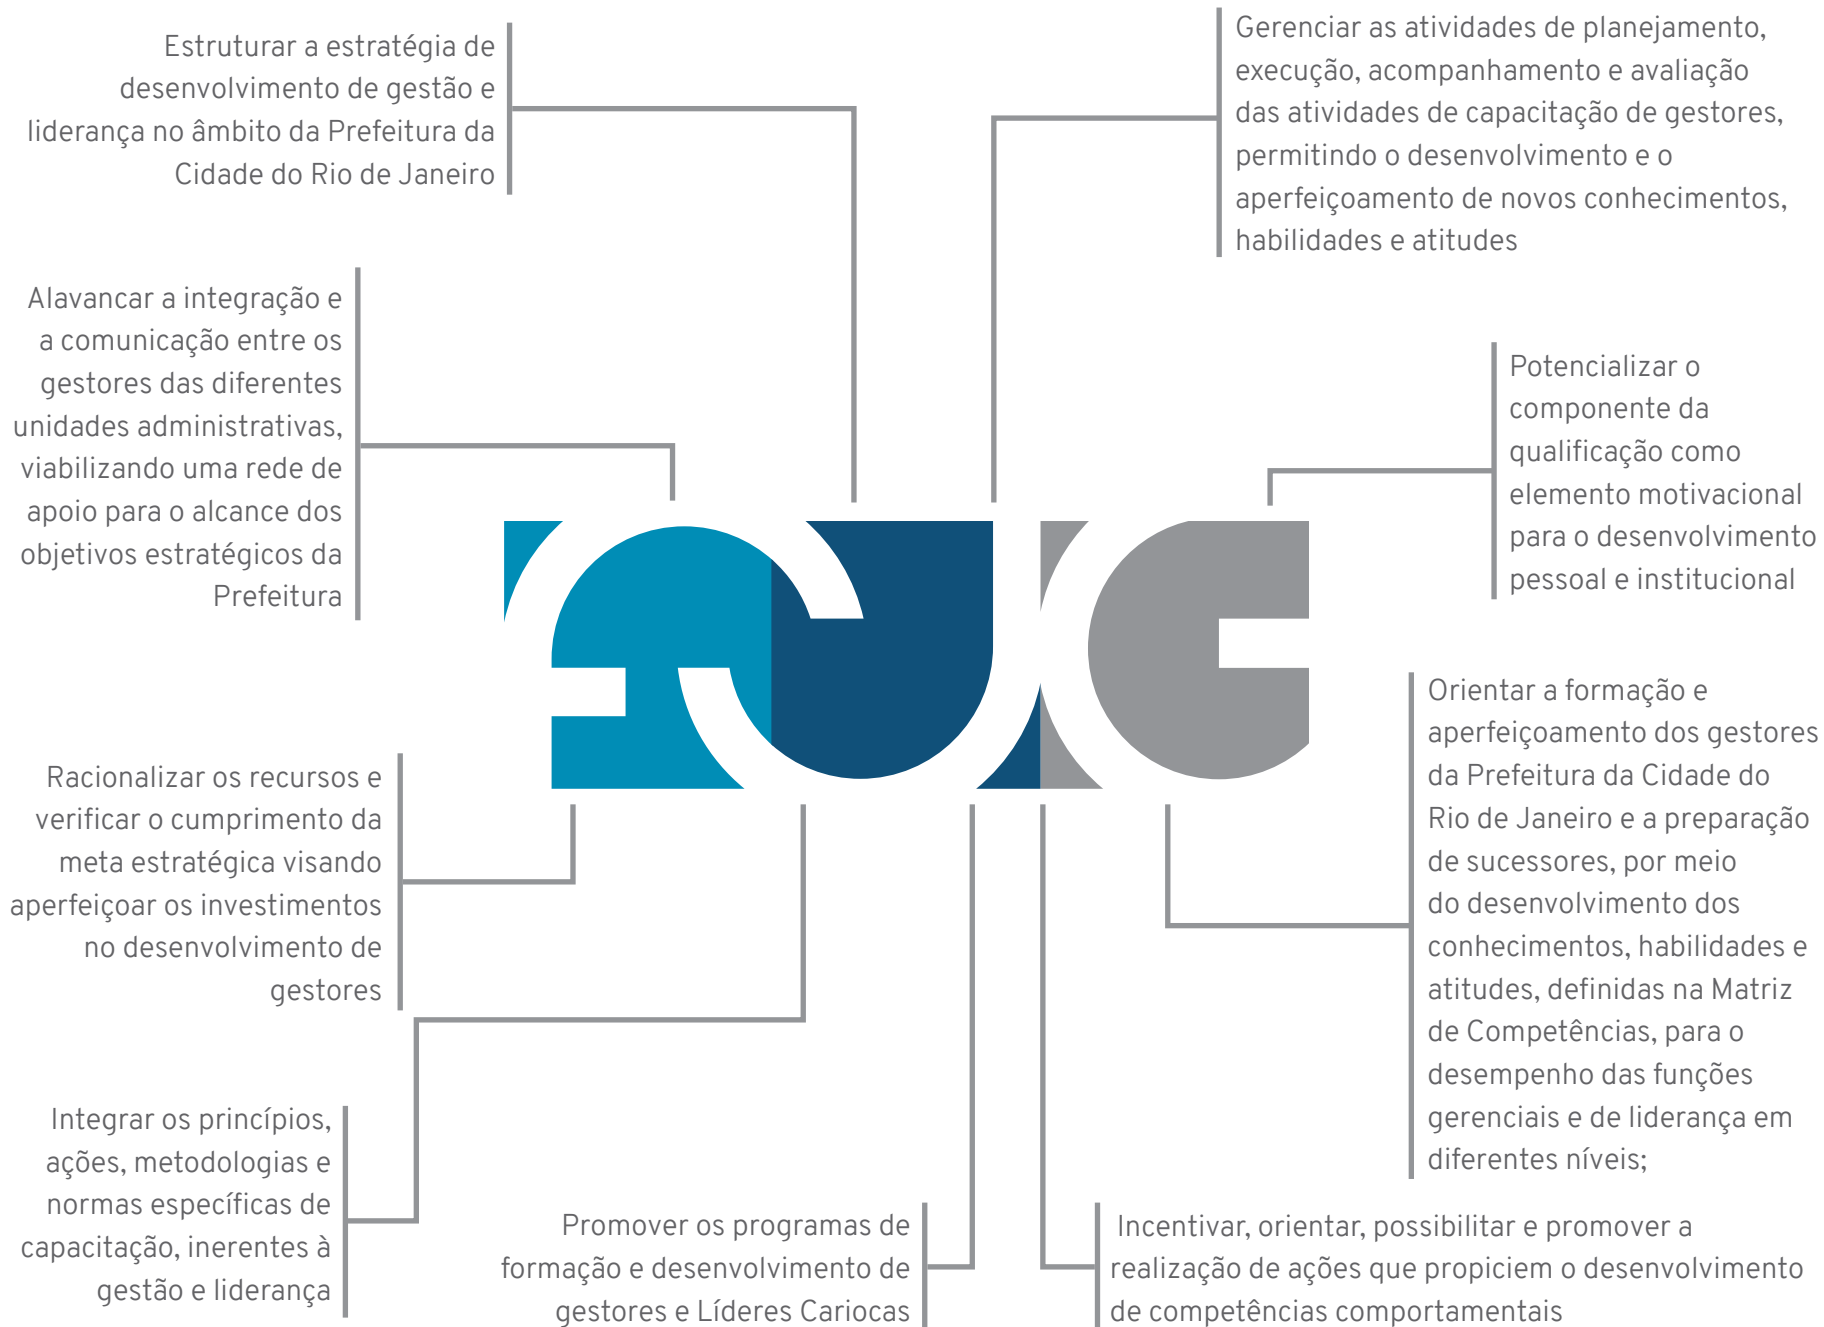 Estruturar a estratégia de
desenvolvimento de gestão e
liderança no âmbito da Prefeitura da
Cidade do Rio de Janeiro
Gerenciar as atividades de planejamento,
execução, acompanhamento e avaliação
das atividades de capacitação de gestores,
permitindo o desenvolvimento e o
aperfeiçoamento de novos conhecimentos,
habilidades e atitudes
Alavancar a integração e
a comunicação entre os
gestores das diferentes
unidades administrativas,
viabilizando uma rede de
apoio para o alcance dos
objetivos estratégicos da
Prefeitura
Potencializar o
componente da
qualificação como
elemento motivacional
para o desenvolvimento
pessoal e institucional
Racionalizar os recursos e
verificar o cumprimento da
meta estratégica visando
aperfeiçoar os investimentos
no desenvolvimento de
gestores
Orientar a formação e
aperfeiçoamento dos gestores
da Prefeitura da Cidade do
Rio de Janeiro e a preparação
de sucessores, por meio
do desenvolvimento dos
conhecimentos, habilidades e
atitudes, definidas na Matriz
de Competências, para o
desempenho das funções
gerenciais e de liderança em
diferentes níveis;
Integrar os princípios,
ações, metodologias e
normas específicas de
capacitação, inerentes à
gestão e liderança
Promover os programas de
formação e desenvolvimento de
gestores e Líderes Cariocas
Incentivar, orientar, possibilitar e promover a
realização de ações que propiciem o desenvolvimento
de competências comportamentais